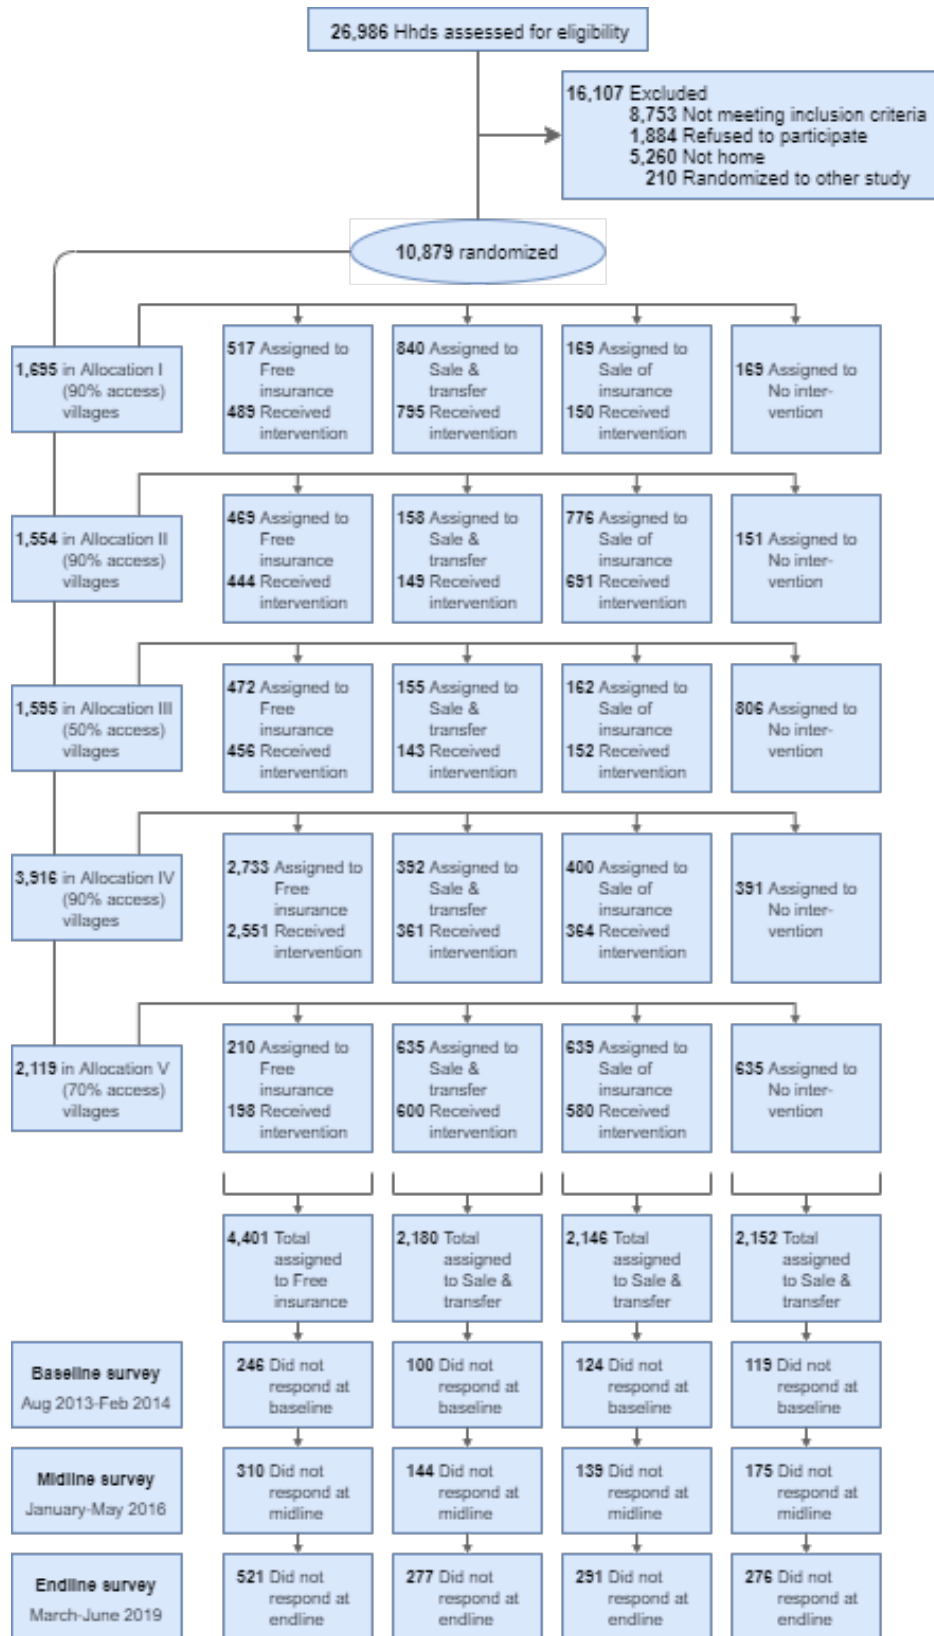 26,986 Hhds assessed for eligibility
16,107 Excluded
8,753 Not meeting inclusion criteria
1,884 Refused to participate
5,260 Not home
210 Randomized to other study
10,879 randomized
1,695 in Allocation I
(90% access)
villages
517 Assigned to
Free
insurance
489 Received
intervention
840 Assigned to
Sale &
transfer
795 Received
intervention
169 Assigned to
Sale of
insurance
150 Received
intervention
169 Assigned to
No inter-
vention
1,554 in Allocation II
(90% access)
villages
469 Assigned to
Free
insurance
444 Received
intervention
158 Assigned to
Sale &
transfer
149 Received
intervention
776 Assigned to
Sale of
insurance
691 Received
intervention
151 Assigned to
No inter-
vention
1,595 in Allocation III
(50% access)
villages
472 Assigned to
Free
insurance
456 Received
intervention
155 Assigned to
Sale &
transfer
143 Received
intervention
162 Assigned to
Sale of
insurance
152 Received
intervention
806 Assigned to
No inter-
vention
3,916 in Allocation IV
(90% access)
villages
2,733 Assigned to
Free
insurance
2,551 Received
intervention
392 Assigned to
Sale &
transfer
361 Received
intervention
400 Assigned to
Sale of
insurance
364 Received
intervention
391 Assigned to
No inter-
vention
2,119 in Allocation V
(70% access)
villages
210 Assigned to
Free
insurance
198 Received
intervention
635 Assigned to
Sale &
transfer
600 Received
intervention
639 Assigned to
Sale of
insurance
580 Received
intervention
635 Assigned to
No inter-
vention
4,401 Total
assigned
to Free
insurance
2,180 Total
assigned
to Sale &
transfer
2,146 Total
assigned
to Sale &
transfer
2,152 Total
assigned
to Sale &
transfer
Baseline survey
Aug 2013-Feb 2014
246 Did not
respond at
baseline
100 Did not
respond at
baseline
124 Did not
respond at
baseline
119 Did not
respond at
baseline
Midline survey
January-May 2016
310 Did not
respond at
midline
144 Did not
respond at
midline
139 Did not
respond at
midline
175 Did not
respond at
midline
Endline survey
March-June 2019
521 Did not
respond at
endline
277 Did not
respond at
endline
291 Did not
respond at
endline
276 Did not
respond at
endline